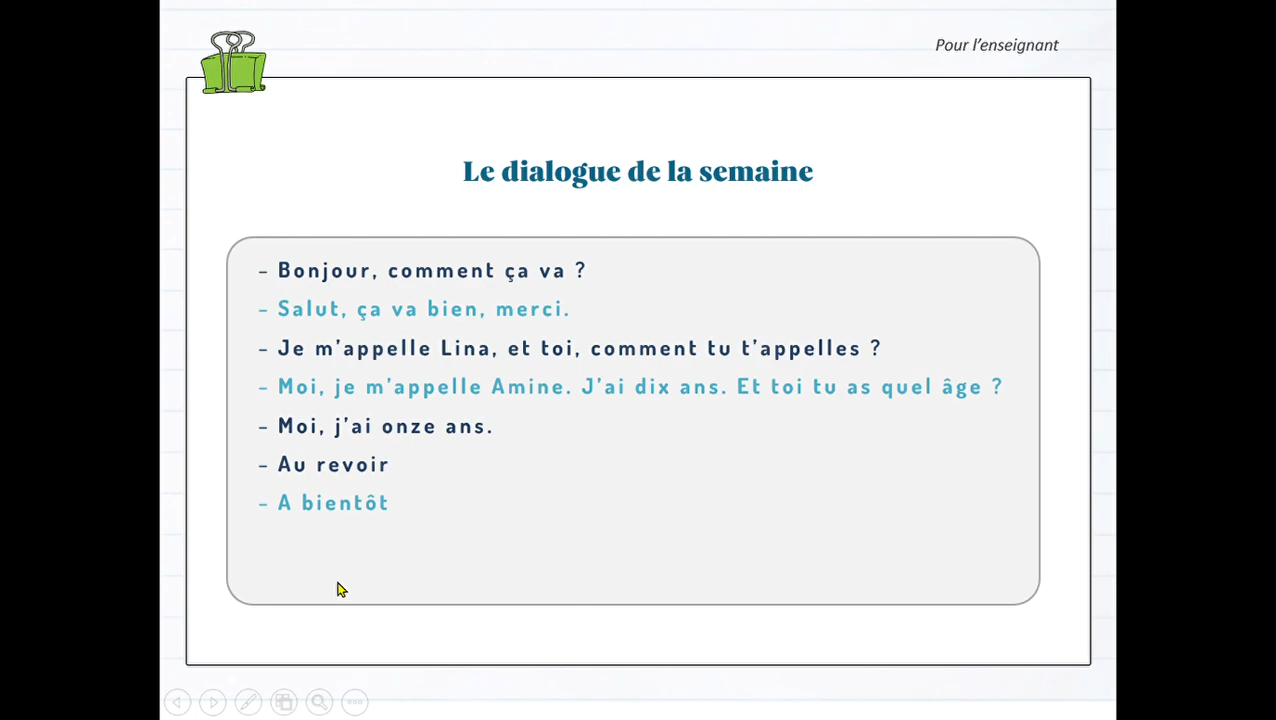 Pour l’enseignant
Le dialogue de la semaine
– Bonjour, comment ça va ?
– Salut, ça va bien, merci.
– Je m’appelle Lina, et toi, comment tu t’appelles ?
– Moi, je m’appelle Amine. J’ai dix ans. Et toi tu as quel âge ?
– Moi, j’ai onze ans.
– Au revoir
– A bientôt